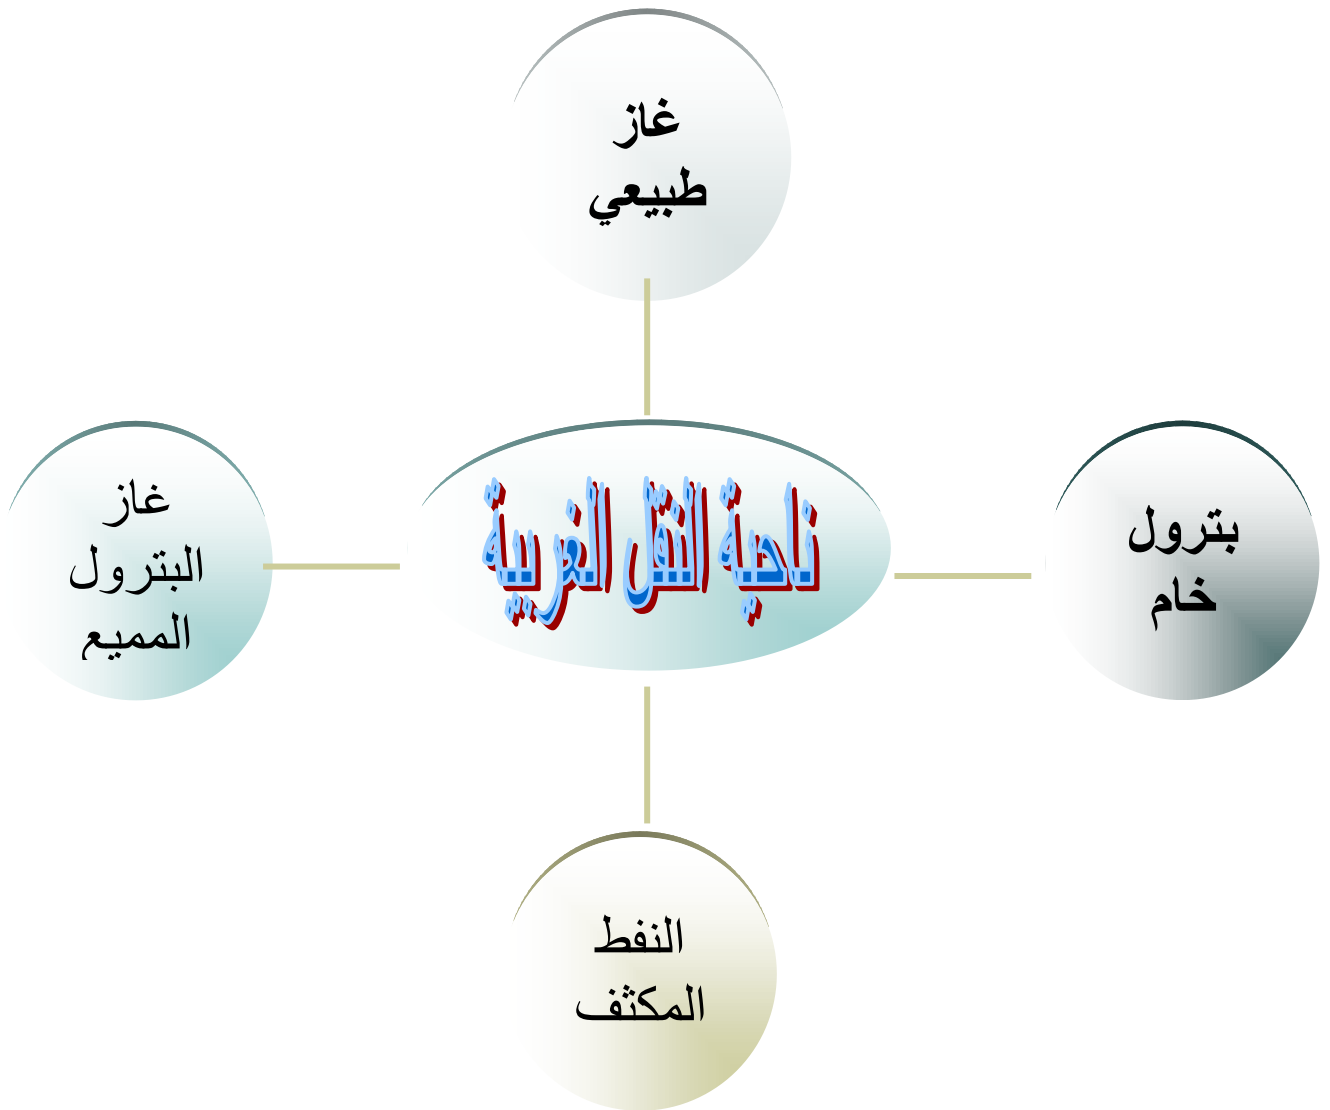 غاز
طبيعي
بترول
خام
ناحية النقل الغربية
غاز
البترول
المميع
النفط
المكثف